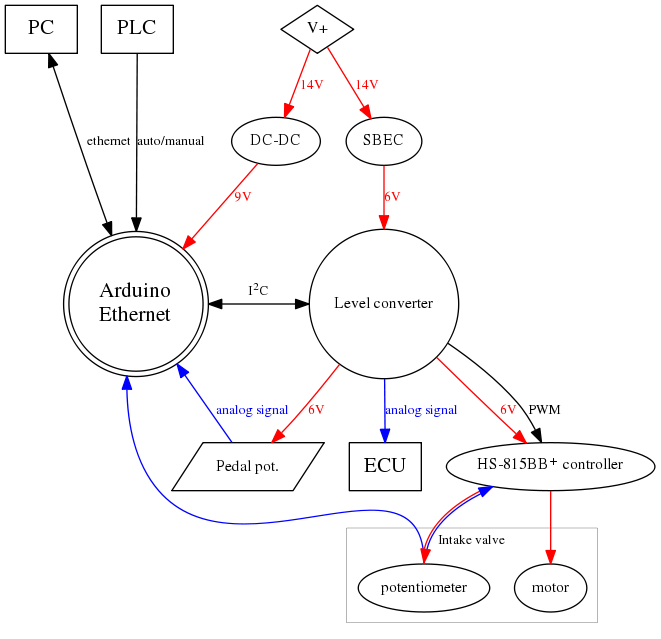 PC
PLC
V+
14V
14V
ethernet
auto/manual
DC-DC
SBEC
9V
6V
Arduino
Ethernet
I²C
Level converter
analog signal
6V
analog signal
6V
PWM
Pedal pot.
ECU
HS-815BB⁺ controller
Intake valve
potentiometer
motor